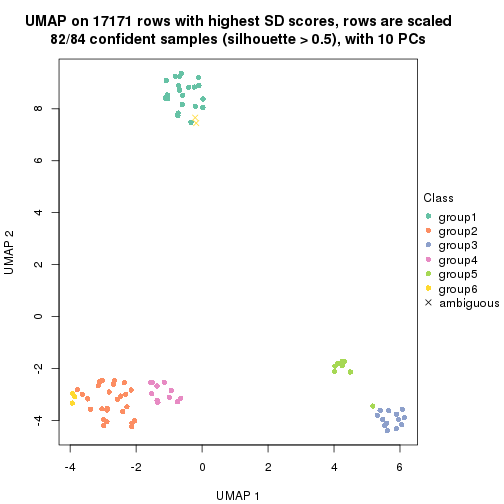 UMAP on 17171 rows with highest SD scores, rows are scaled
82/84 confident samples (silhouette > 0.5), with 10 PCs
8
6
4
2
0
-2
-4
UMAP 2
-4
-2
0
2
4
6
UMAP 1
Class
group1
group2
group3
group4
group5
group6
ambiguous